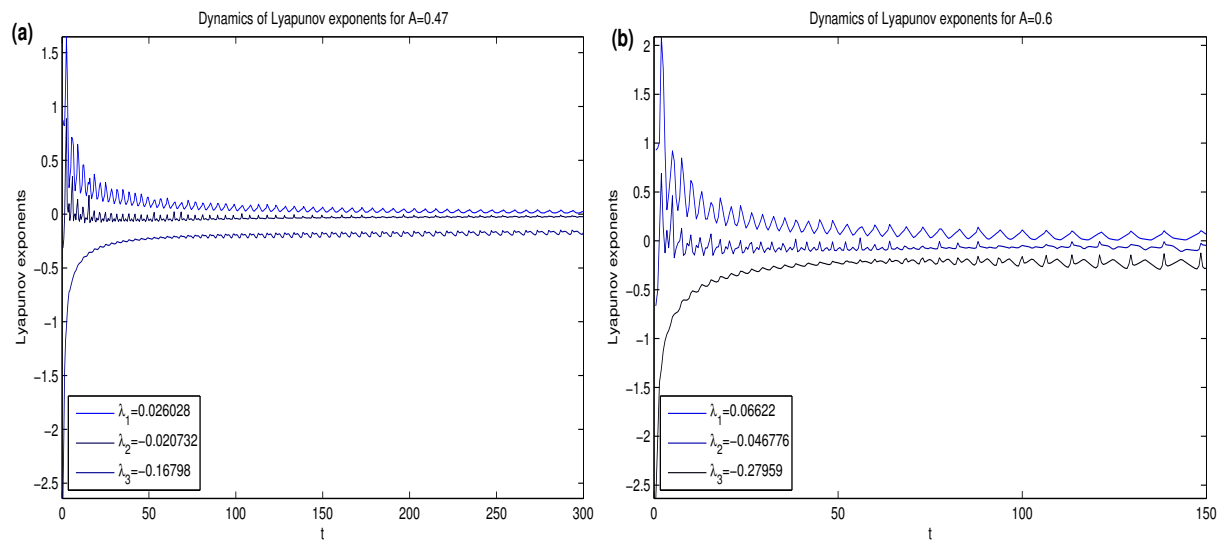 (a)
Dynamics of Lyapunov exponents for A=0.47
1.5
1
0.5
0
−0.5
−1
−1.5
−2
−2.5
Lyapunov exponents
λ1=0.026028
λ2=−0.020732
λ3=−0.16798
0 50 100 150 200 250 300
t
(b)
Dynamics of Lyapunov exponents for A=0.6
2
1.5
1
0.5
0
−0.5
−1
−1.5
−2
−2.5
Lyapunov exponents
λ1=0.06622
λ2=−0.046776
λ3=−0.27959
0 50 100 150
t